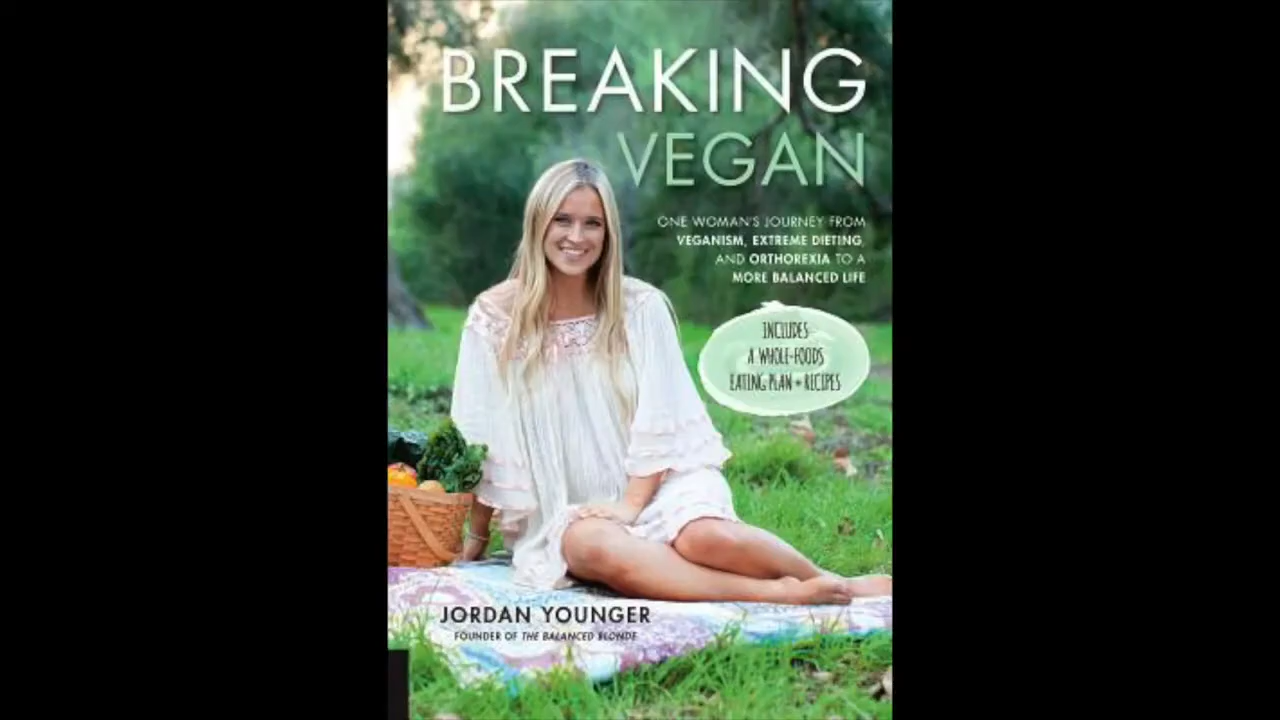 BREAKING
VEGAN
ONE WOMAN'S JOURNEY FROM
VEGANISM, EXTREME DIETING,
AND ORTHOREXIA TO A
MORE BALANCED LIFE
INCLUDES
A WHOLE-FOODS
EATING PLAN + RECIPES
JORDAN YOUNGER
FOUNDER OF THE BALANCED BLONDE